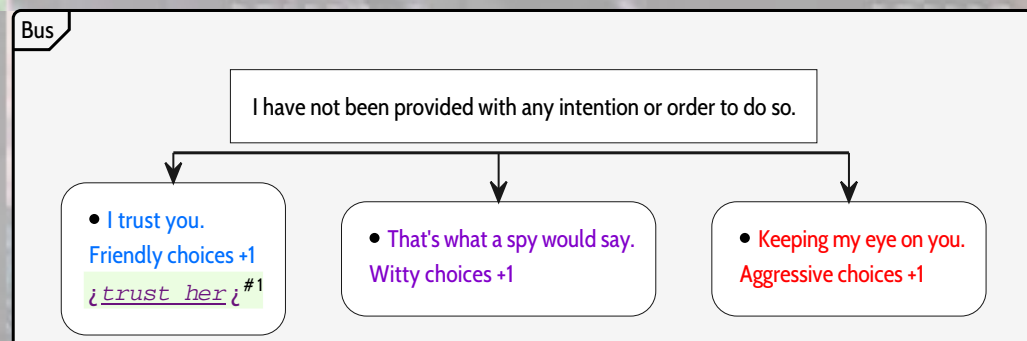 Bus
I have not been provided with any intention or order to do so.
● I trust you.
Friendly choices +1
¿trust her¿#1
● That's what a spy would say.
Witty choices +1
● Keeping my eye on you.
Aggressive choices +1